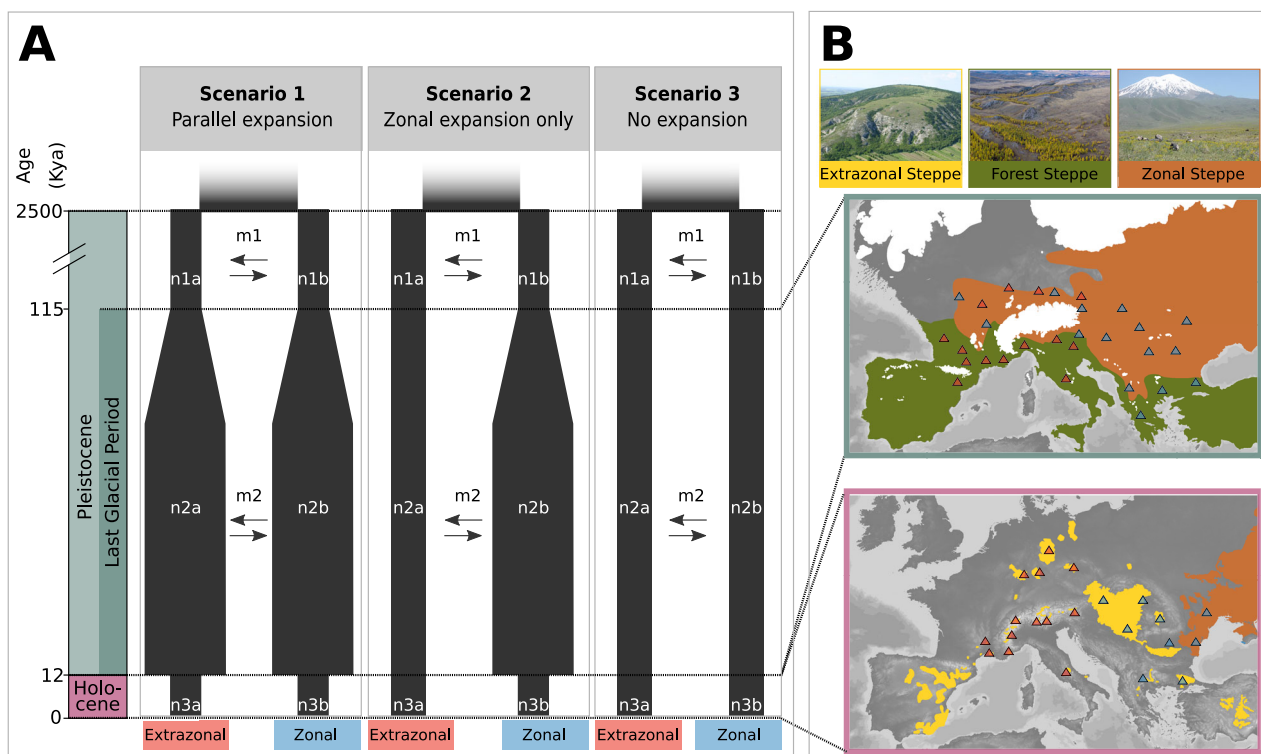 A
Scenario 1
Parallel expansion
Scenario 2
Zonal expansion only
Scenario 3
No expansion
Age
(Kya)
2500
115
12
0
Pleistocene
Last Glacial Period
Holo-
cene
m1
n1a
n1b
m2
n2a
n2b
n3a
n3b
m1
n1a
n1b
m2
n2a
n2b
n3a
n3b
m1
n1a
n1b
m2
n2a
n2b
n3a
n3b
Extrazonal
Zonal
Extrazonal
Zonal
Extrazonal
Zonal
B
Extrazonal Steppe
Forest Steppe
Zonal Steppe